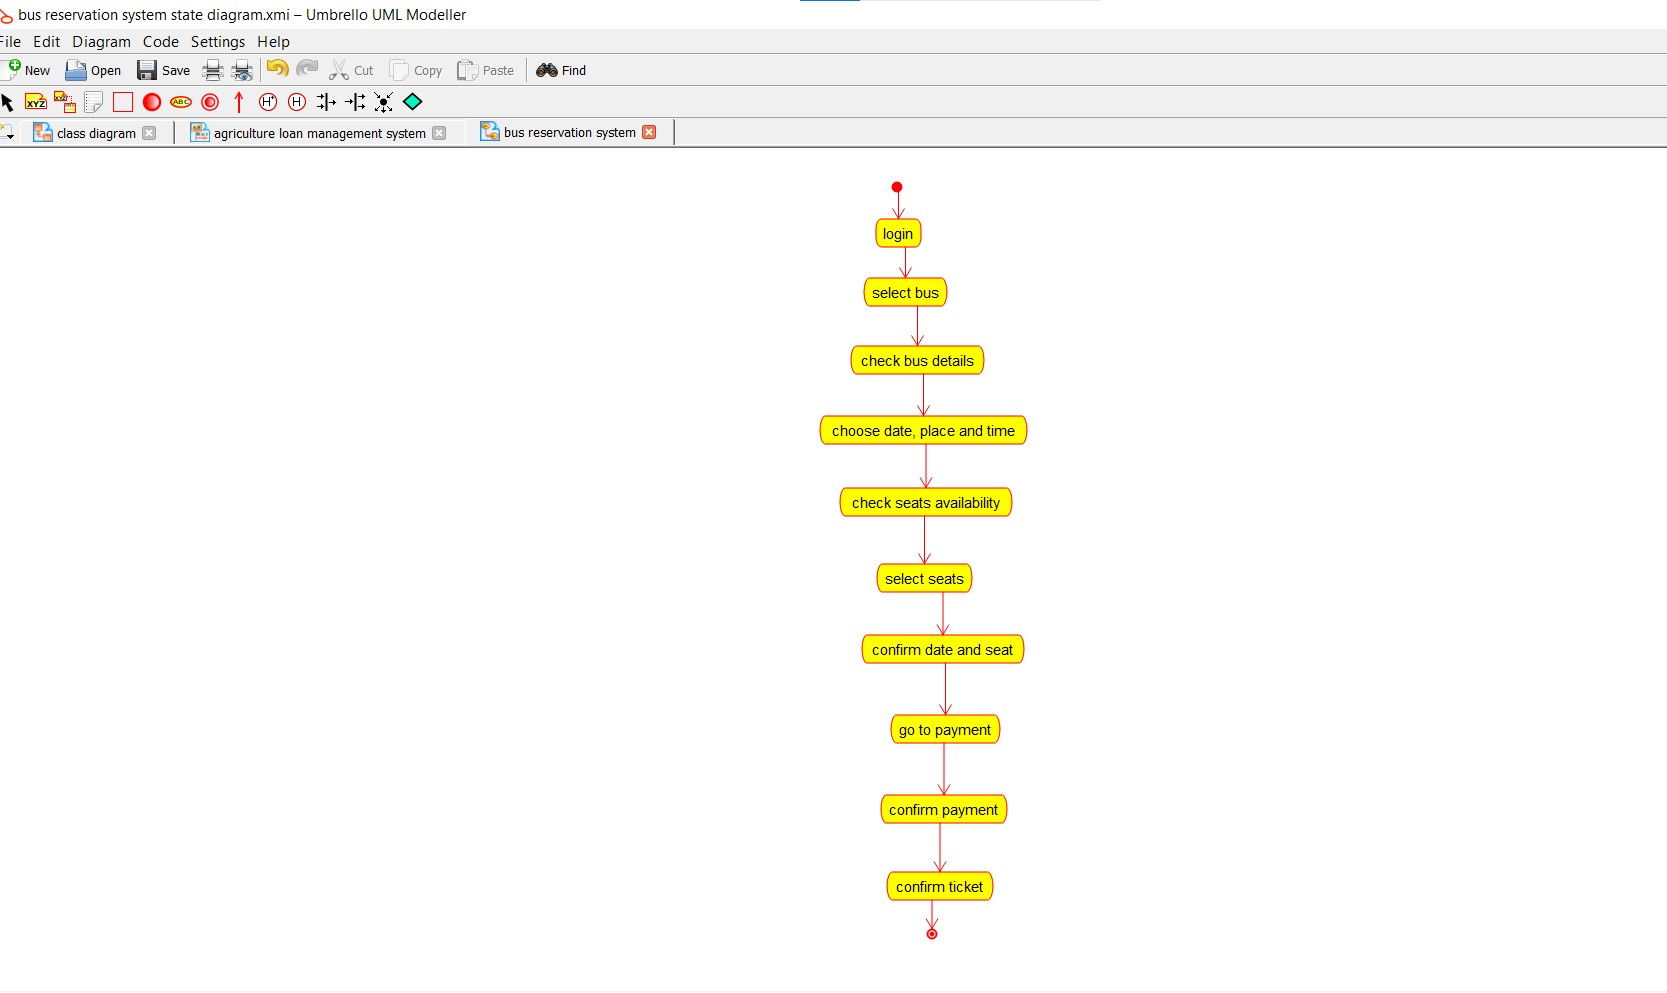 bus reservation system state diagram.xmi – Umbrello UML Modeller
File Edit Diagram Code Settings Help
New Open Save Cut Copy Paste Find
XYZ XYZ ABC H* H
class diagram agriculture loan management system bus reservation system
login
select bus
check bus details
choose date, place and time
check seats availability
select seats
confirm date and seat
go to payment
confirm payment
confirm ticket